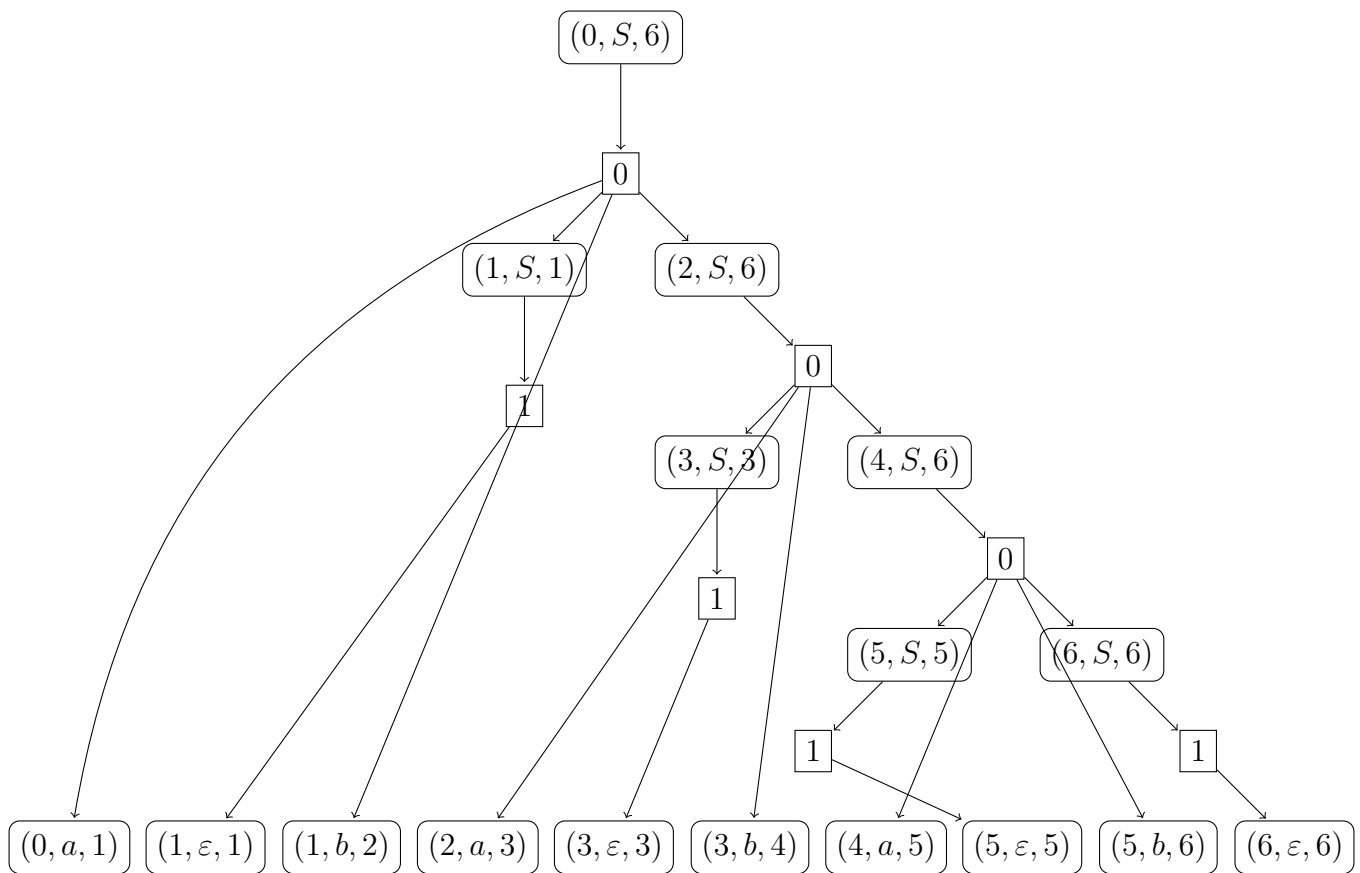 (0, S, 6)
0
(1, S, 1) (2, S, 6)
0
1
(3, S, 3) (4, S, 6)
0
1
(5, S, 5) (6, S, 6)
1 1
(0, a, 1) (1, ε, 1) (1, b, 2) (2, a, 3) (3, ε, 3) (3, b, 4) (4, a, 5) (5, ε, 5) (5, b, 6) (6, ε, 6)